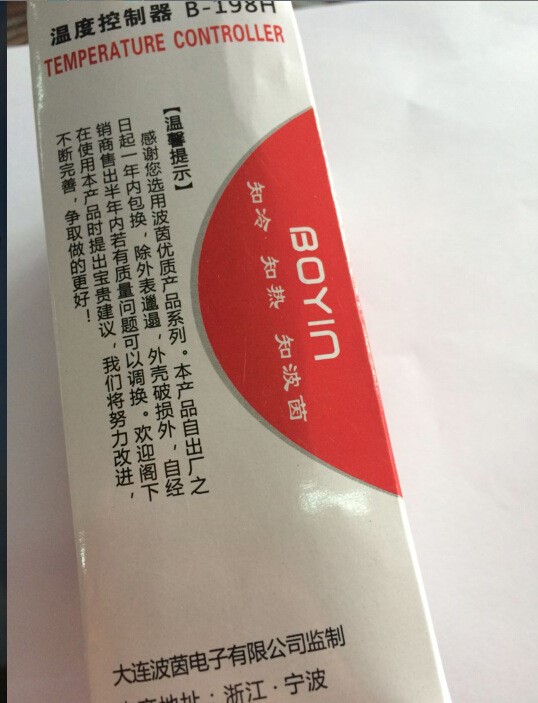 温度控制器 B-198H
TEMPERATURE CONTROLLER
【温馨提示】
感谢您选用波茵优质产品系列。本产品自出厂之
日起一年内包换，除外表邋遢，外壳破损外，自经
销商售出半年内若有质量问题可以调换。欢迎阁下
在使用本产品时提出宝贵建议，我们将努力改进，
不断完善，争取做的更好！
BOYIN
知冷 知热 知波茵
大连波茵电子有限公司监制
地址：浙江·宁波